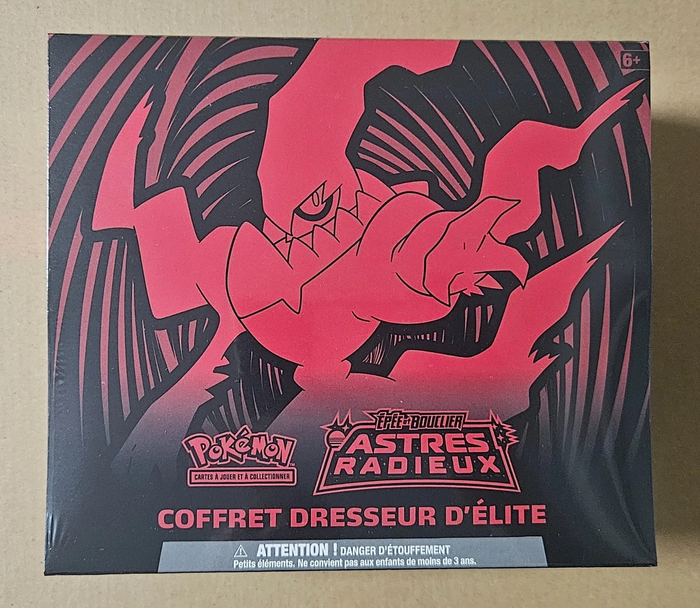 6+
ÉPÉE ET BOUCLIER
POKéMON
ASTRES
RADIEUX
CARTES À JOUER ET À COLLECTIONNER
COFFRET DRESSEUR D'ÉLITE
ATTENTION ! DANGER D'ÉTOUFFEMENT
Petits éléments. Ne convient pas aux enfants de moins de 3 ans.